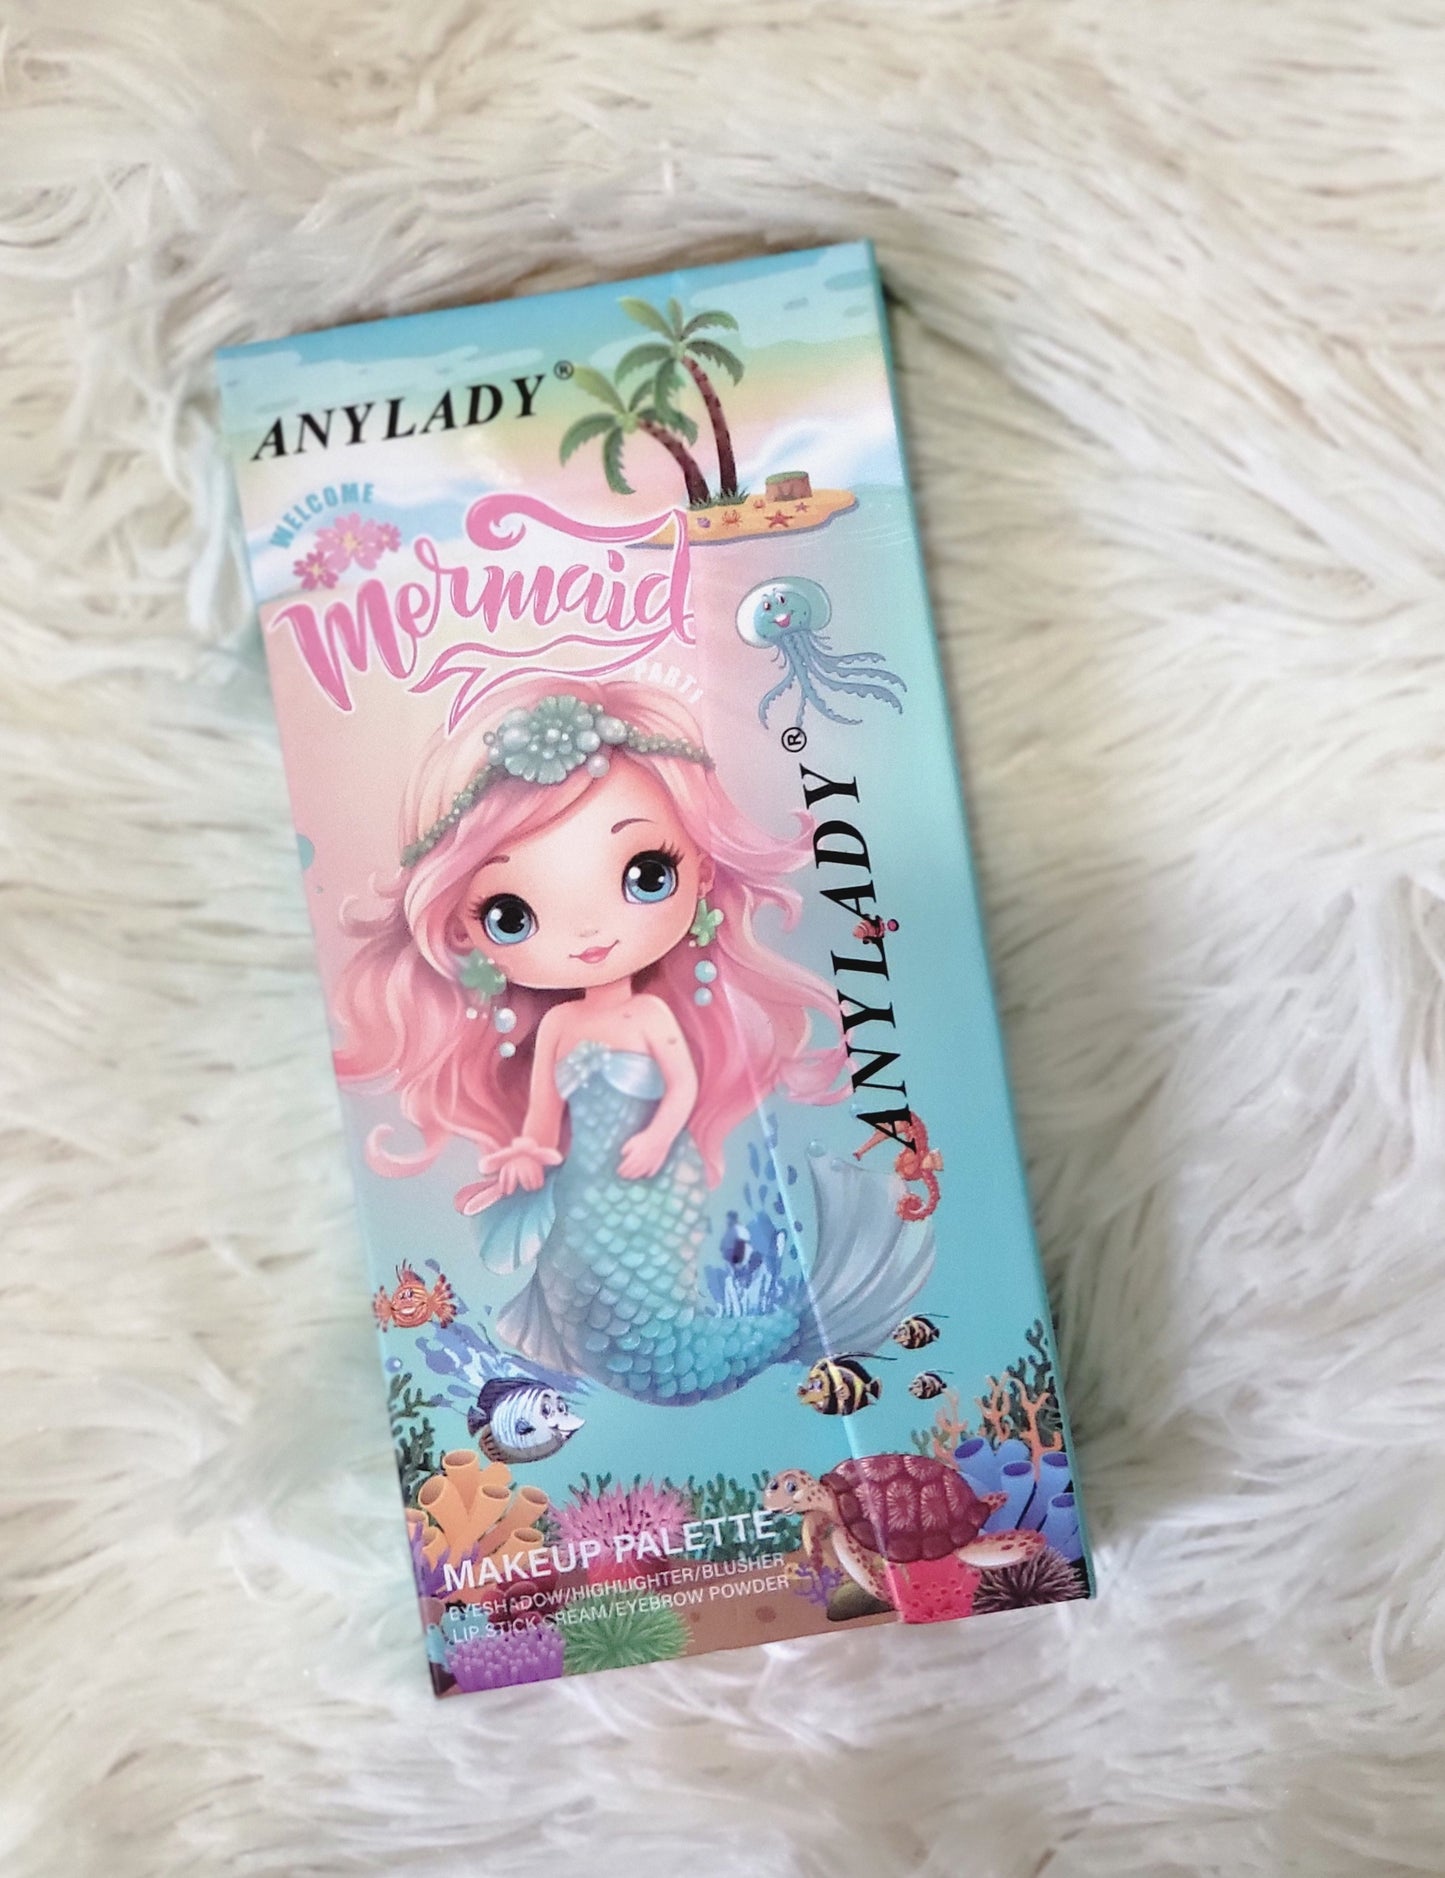 ANYLADY®
WELCOME
Mermaid
PARTY
ANYLADY®
MAKEUP PALETTE
EYESHADOW/HIGHLIGHTER/BLUSHER
LIP STICK CREAM/EYEBROW POWDER